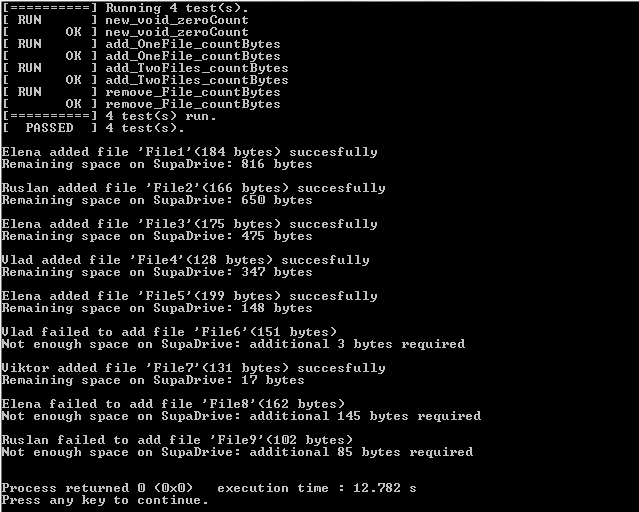 [==========] Running 4 test(s).
[ RUN      ] new_void_zeroCount
[       OK ] new_void_zeroCount
[ RUN      ] add_OneFile_countBytes
[       OK ] add_OneFile_countBytes
[ RUN      ] add_TwoFiles_countBytes
[       OK ] add_TwoFiles_countBytes
[ RUN      ] remove_File_countBytes
[       OK ] remove_File_countBytes
[==========] 4 test(s) run.
[  PASSED  ] 4 test(s).
Elena added file 'File1'(184 bytes) succesfully
Remaining space on SupaDrive: 816 bytes
Ruslan added file 'File2'(166 bytes) succesfully
Remaining space on SupaDrive: 650 bytes
Elena added file 'File3'(175 bytes) succesfully
Remaining space on SupaDrive: 475 bytes
Vlad added file 'File4'(128 bytes) succesfully
Remaining space on SupaDrive: 347 bytes
Elena added file 'File5'(199 bytes) succesfully
Remaining space on SupaDrive: 148 bytes
Vlad failed to add file 'File6'(151 bytes)
Not enough space on SupaDrive: additional 3 bytes required
Viktor added file 'File7'(131 bytes) succesfully
Remaining space on SupaDrive: 17 bytes
Elena failed to add file 'File8'(162 bytes)
Not enough space on SupaDrive: additional 145 bytes required
Ruslan failed to add file 'File9'(102 bytes)
Not enough space on SupaDrive: additional 85 bytes required
Process returned 0 (0x0)   execution time : 12.782 s
Press any key to continue.